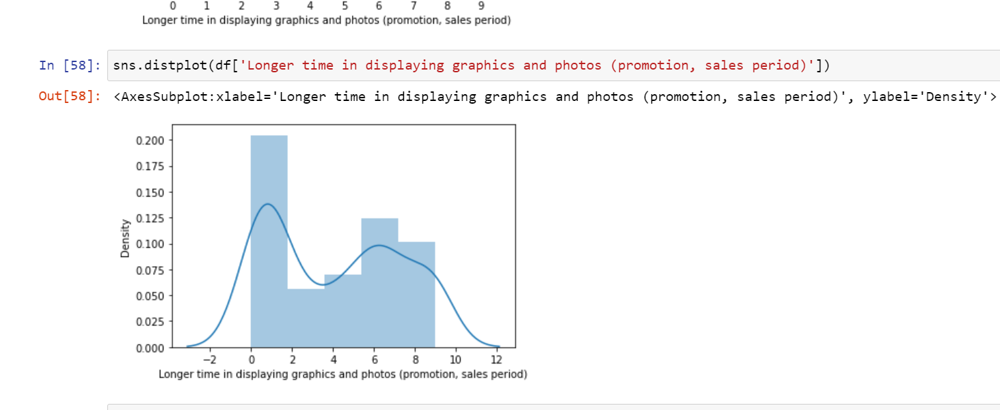 0 1 2 3 4 5 6 7 8 9
Longer time in displaying graphics and photos (promotion, sales period)
In [58]: sns.distplot(df['Longer time in displaying graphics and photos (promotion, sales period)'])
Out[58]: <AxesSubplot:xlabel='Longer time in displaying graphics and photos (promotion, sales period)', ylabel='Density'>
0.200
0.175
0.150
0.125
0.100
0.075
0.050
0.025
0.000
Density
−2 0 2 4 6 8 10 12
Longer time in displaying graphics and photos (promotion, sales period)